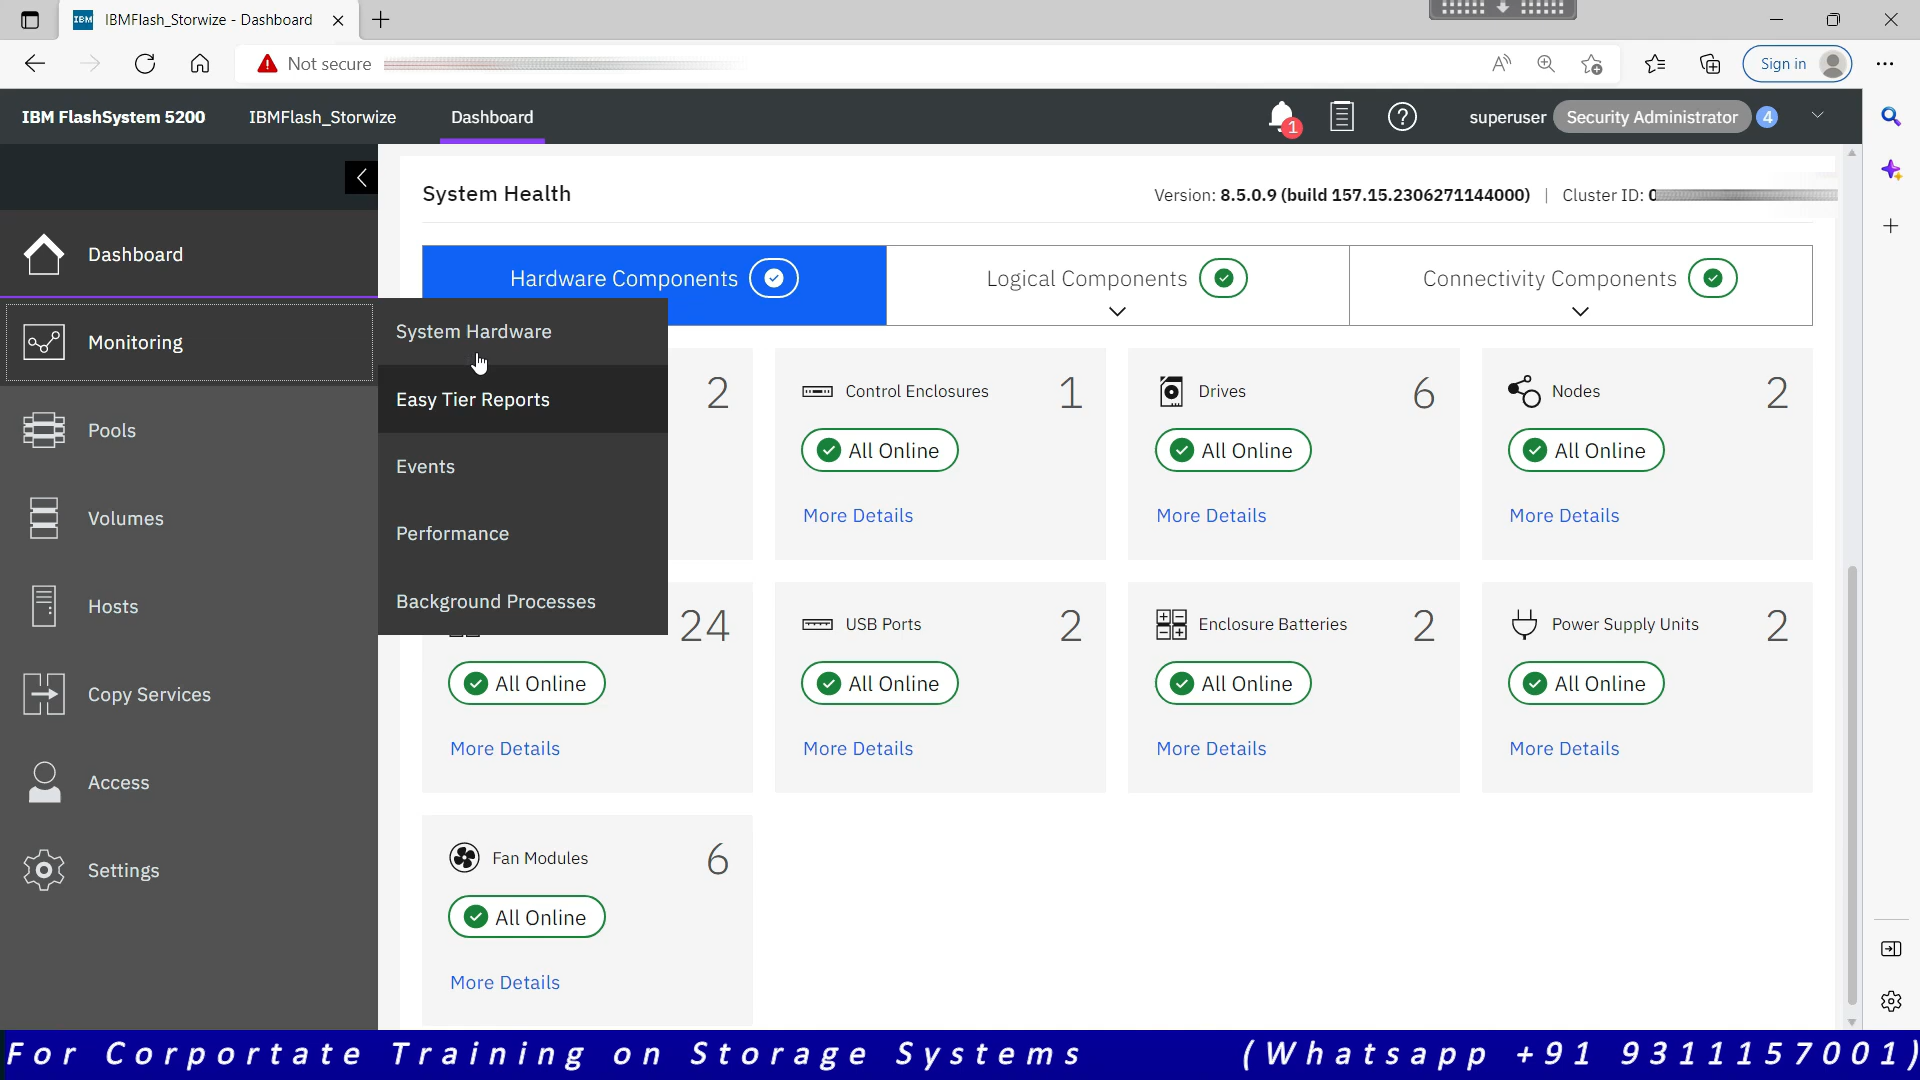 IBM
IBMFlash_Storwize - Dashboard
Not secure
Sign in
IBM FlashSystem 5200
IBMFlash_Storwize
Dashboard
1
superuser
Security Administrator
4
System Health
Version: 8.5.0.9 (build 157.15.2306271144000) | Cluster ID: 0
Dashboard
Monitoring
Pools
Volumes
Hosts
Copy Services
Access
Settings
System Hardware
Easy Tier Reports
Events
Performance
Background Processes
Hardware Components
Logical Components
Connectivity Components
2
Control Enclosures 1
All Online
More Details
Drives 6
All Online
More Details
Nodes 2
All Online
More Details
24
All Online
More Details
USB Ports 2
All Online
More Details
Enclosure Batteries 2
All Online
More Details
Power Supply Units 2
All Online
More Details
Fan Modules 6
All Online
More Details
For Corportate Training on Storage Systems (Whatsapp +91 9311157001)